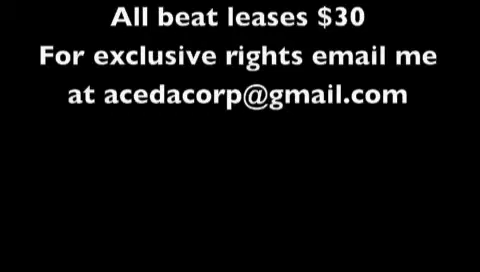 All beat leases $30
For exclusive rights email me
at acedacorp@gmail.com